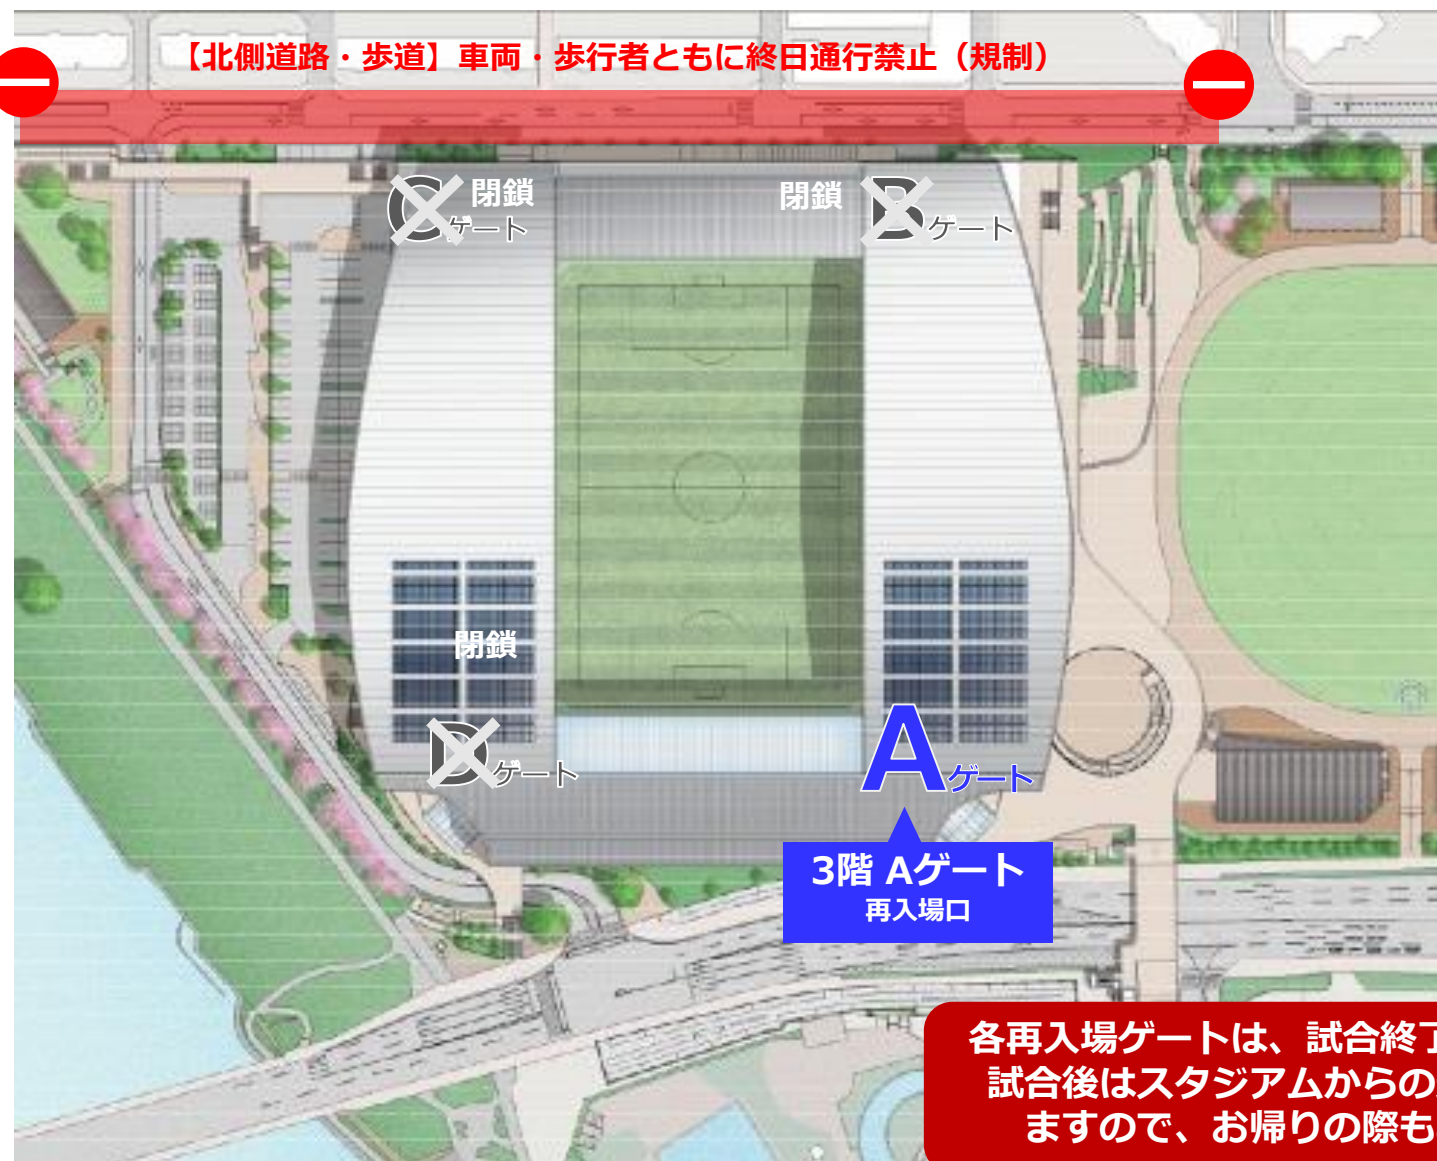 【北側道路・歩道】車両・歩行者ともに終日通行禁止（規制）
C 閉鎖
ゲート
閉鎖 B
ゲート
閉鎖
D
ゲート
A
ゲート
3階 Aゲート
再入場口
各再入場ゲートは、試合終了
試合後はスタジアムからの
ますので、お帰りの際も